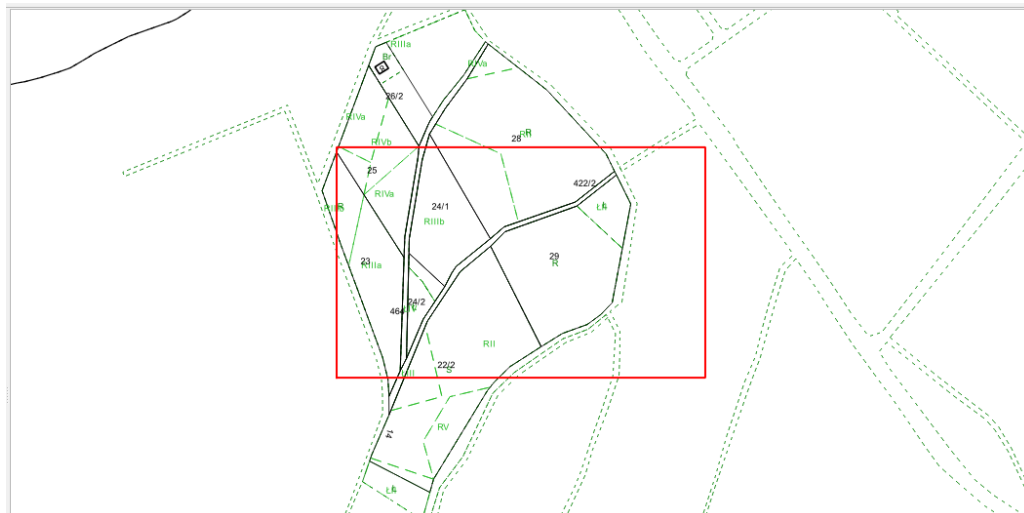 RIIIa
Br
RIVa
26/2
RIVa
28
RIVb
25
422/2
RIVa
24/1
Ł4
RIIIb
29
R
23
RIIIa
24/2
464
RII
22/2
RV
14
Ł4